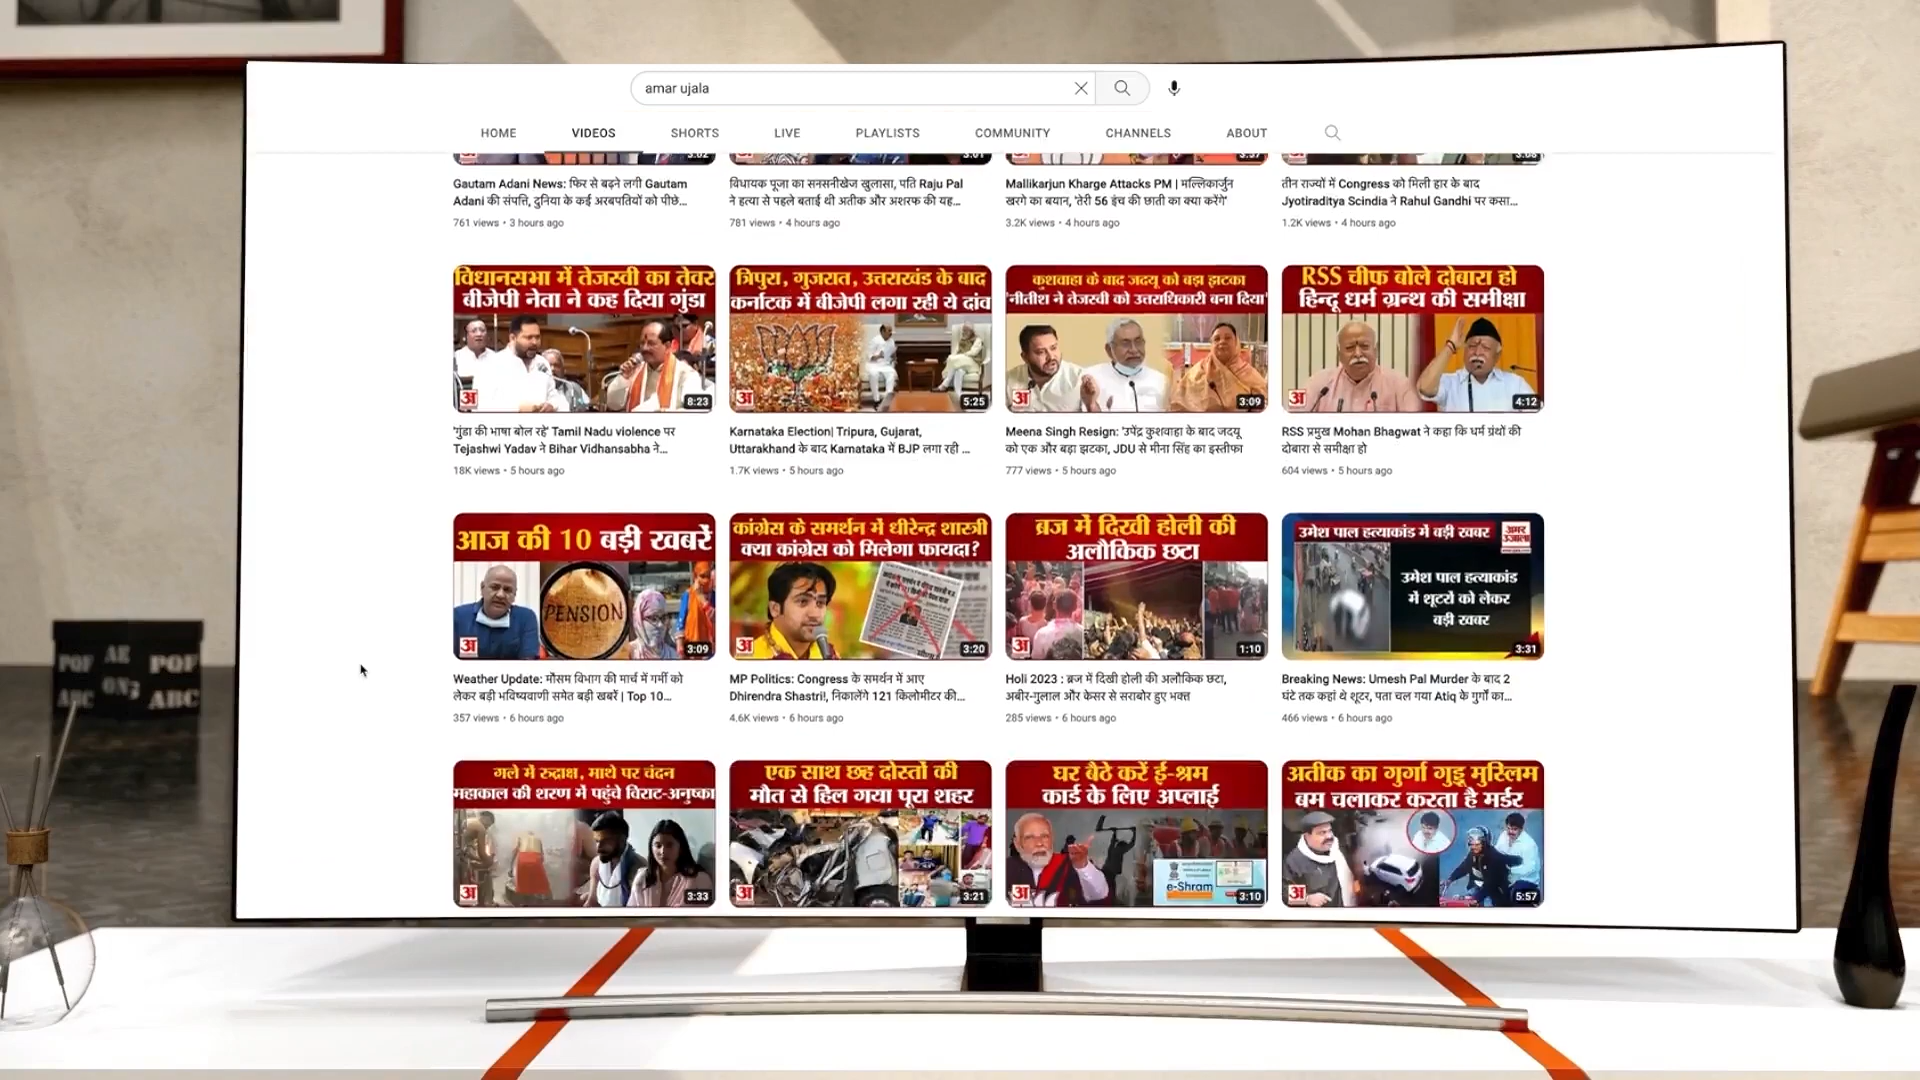 amar ujala
HOME VIDEOS SHORTS LIVE PLAYLISTS COMMUNITY CHANNELS ABOUT
3:02
3:01
3:37
3:08
Gautam Adani News: फिर से बढ़ने लगी Gautam
Adani की संपत्ति, दुनिया के कई अरबपतियों को पीछे...
761 views • 3 hours ago
विधायक पूजा का सनसनीखेज खुलासा, पति Raju Pal
ने हत्या से पहले बताई थी अतीक और अशरफ की यह...
781 views • 4 hours ago
Mallikarjun Kharge Attacks PM | मल्लिकार्जुन
खरगे का बयान, 'तेरी 56 इंच की छाती का क्या करेंगे'
3.2K views • 4 hours ago
तीन राज्यों में Congress को मिली हार के बाद
Jyotiraditya Scindia ने Rahul Gandhi पर कसा...
1.2K views • 4 hours ago
विधानसभा में तेजस्वी का तेवर
बीजेपी नेता ने कह दिया गुंडा
अ
8:23
'गुंडा की भाषा बोल रहे' Tamil Nadu violence पर
Tejashwi Yadav ने Bihar Vidhansabha ने...
18K views • 5 hours ago
त्रिपुरा, गुजरात, उत्तराखंड के बाद
कर्नाटक में बीजेपी लगा रही ये दांव
अ
5:25
Karnataka Election| Tripura, Gujarat,
Uttarakhand के बाद Karnataka में BJP लगा रही ...
1.7K views • 5 hours ago
कुशवाहा के बाद जदयू को बड़ा झटका
'नीतीश ने तेजस्वी को उत्तराधिकारी बना दिया'
अ
3:09
Meena Singh Resign: 'उपेंद्र कुशवाहा के बाद जदयू
को एक और बड़ा झटका, JDU से मीना सिंह का इस्तीफा
777 views • 5 hours ago
RSS चीफ बोले दोबारा हो
हिन्दू धर्म ग्रन्थ की समीक्षा
अ
4:12
RSS प्रमुख Mohan Bhagwat ने कहा कि धर्म ग्रंथों की
दोबारा से समीक्षा हो
604 views • 5 hours ago
आज की 10 बड़ी खबरें
PENSION
अ
3:09
Weather Update: मौसम विभाग की मार्च में गर्मी को
लेकर बड़ी भविष्यवाणी समेत बड़ी खबरें | Top 10...
357 views • 6 hours ago
कांग्रेस के समर्थन में धीरेन्द्र शास्त्री
क्या कांग्रेस को मिलेगा फायदा?
अ
3:20
MP Politics: Congress के समर्थन में आए
Dhirendra Shastri!, निकालेंगे 121 किलोमीटर की...
4.6K views • 6 hours ago
ब्रज में दिखी होली की
अलौकिक छटा
अ
1:10
Holi 2023 : ब्रज में दिखी होली की अलौकिक छटा,
अबीर-गुलाल और केसर से सराबोर हुए भक्त
285 views • 6 hours ago
उमेश पाल हत्याकांड में बड़ी खबर
अमर
उजाला
उमेश पाल हत्याकांड
में शूटरों को लेकर
बड़ी खबर
3:31
Breaking News: Umesh Pal Murder के बाद 2
घंटे तक कहां थे शूटर, पता चल गया Atiq के गुर्गों का...
466 views • 6 hours ago
गले में रुद्राक्ष, माथे पर चंदन
महाकाल की शरण में पहुंचे विराट-अनुष्का
अ
3:33
एक साथ छह दोस्तों की
मौत से हिल गया पूरा शहर
अ
3:21
घर बैठे करें ई-श्रम
कार्ड के लिए अप्लाई
e-Shram
अ
3:10
अतीक का गुर्गा गुड्डू मुस्लिम
बम चलाकर करता है मर्डर
अ
5:57